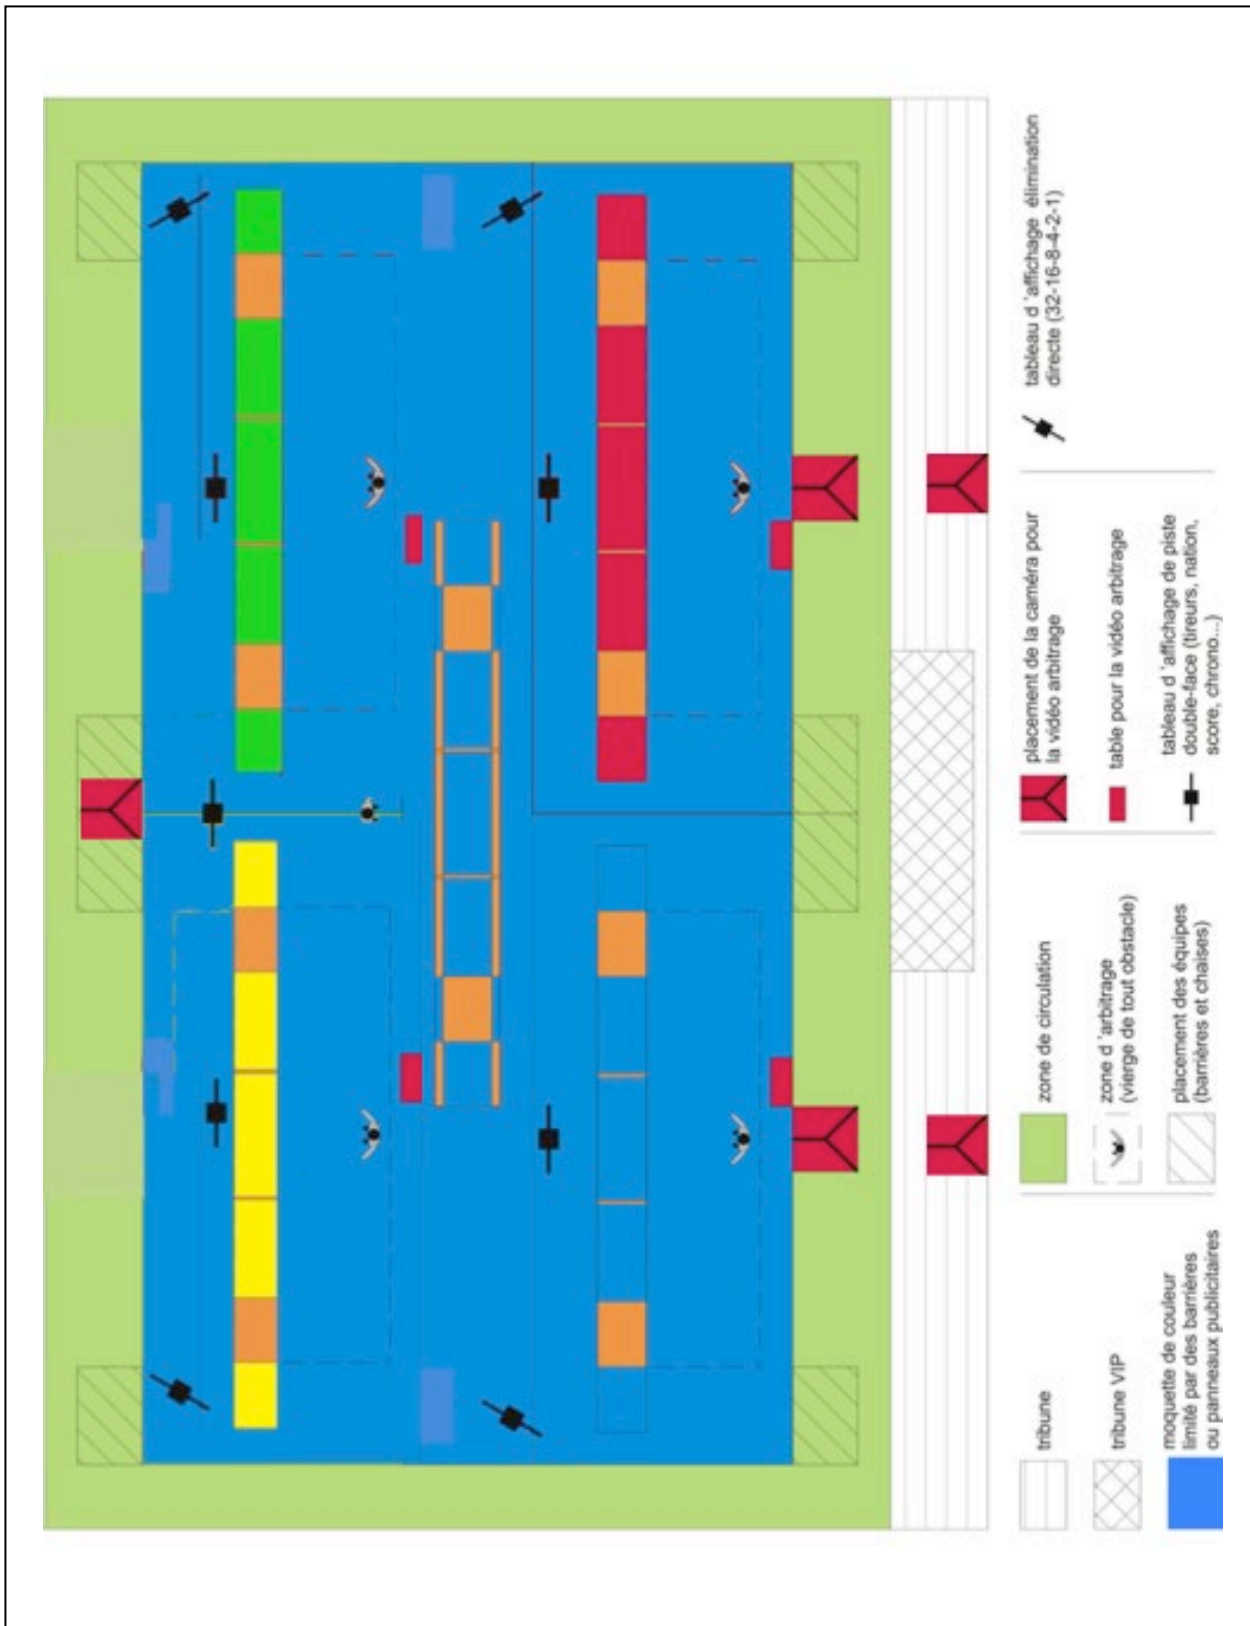 tribune
tribune VIP
moquette de couleur
limité par des barrières
ou panneaux publicitaires
zone de circulation
zone d 'arbitrage
(vierge de tout obstacle)
placement des équipes
(barrières et chaises)
placement de la caméra pour
la vidéo arbitrage
table pour la vidéo arbitrage
tableau d 'affichage de piste
double-face (tireurs, nation,
score, chrono...)
tableau d 'affichage élimination
directe (32-16-8-4-2-1)